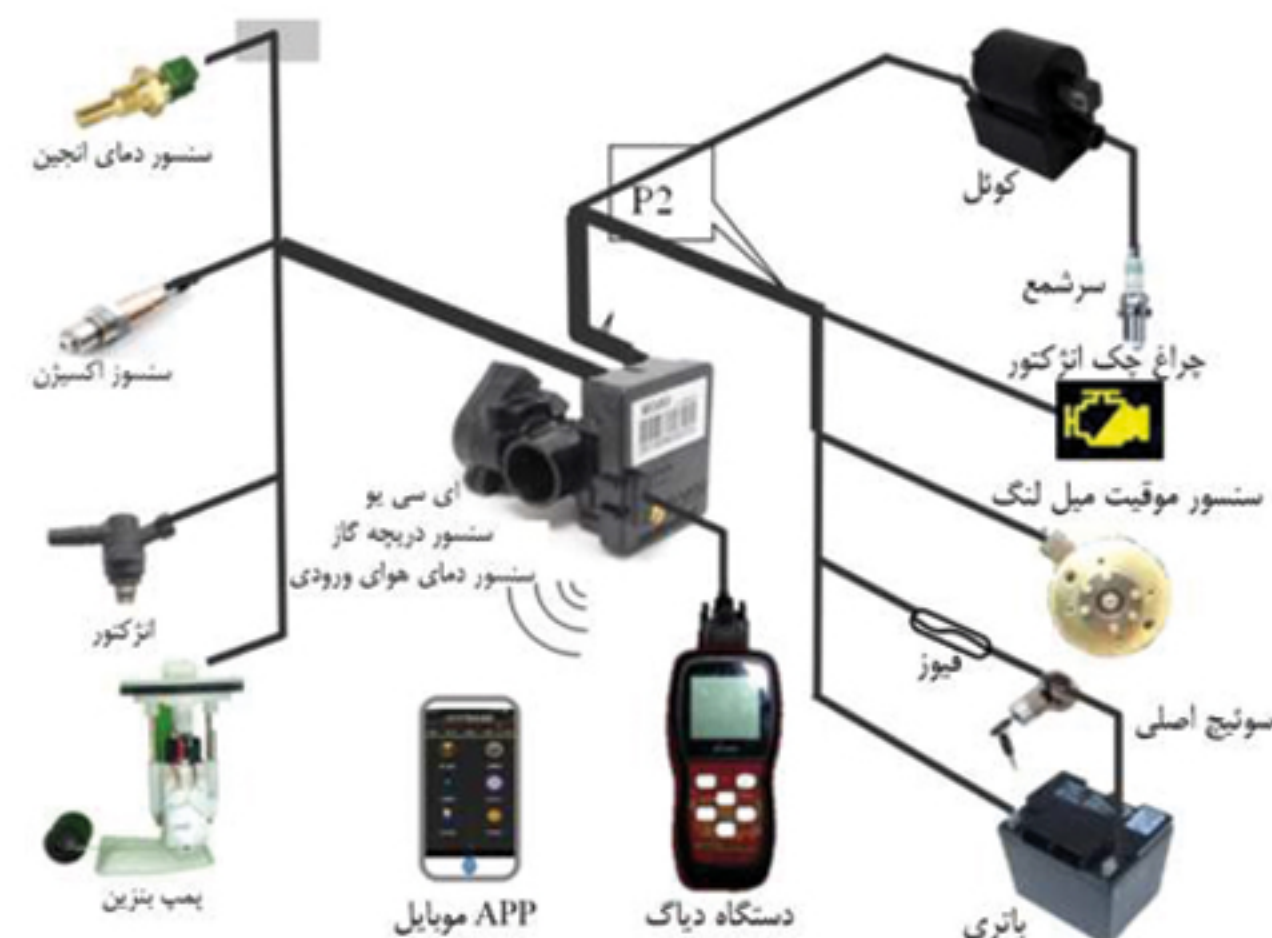 سنسور دمای انجین
کوئل
P2
سرشمع
سنسوز اکسیژن
چراغ چک انژکتور
سنسور موقیت میل لنگ
ای سی یو
سنسور دریچه گاز
سنسور دمای هوای ورودی
انژکتور
فیوز
سوئیچ اصلی
پمپ بنزین
موبایل APP
دستگاه دیاگ
باتری